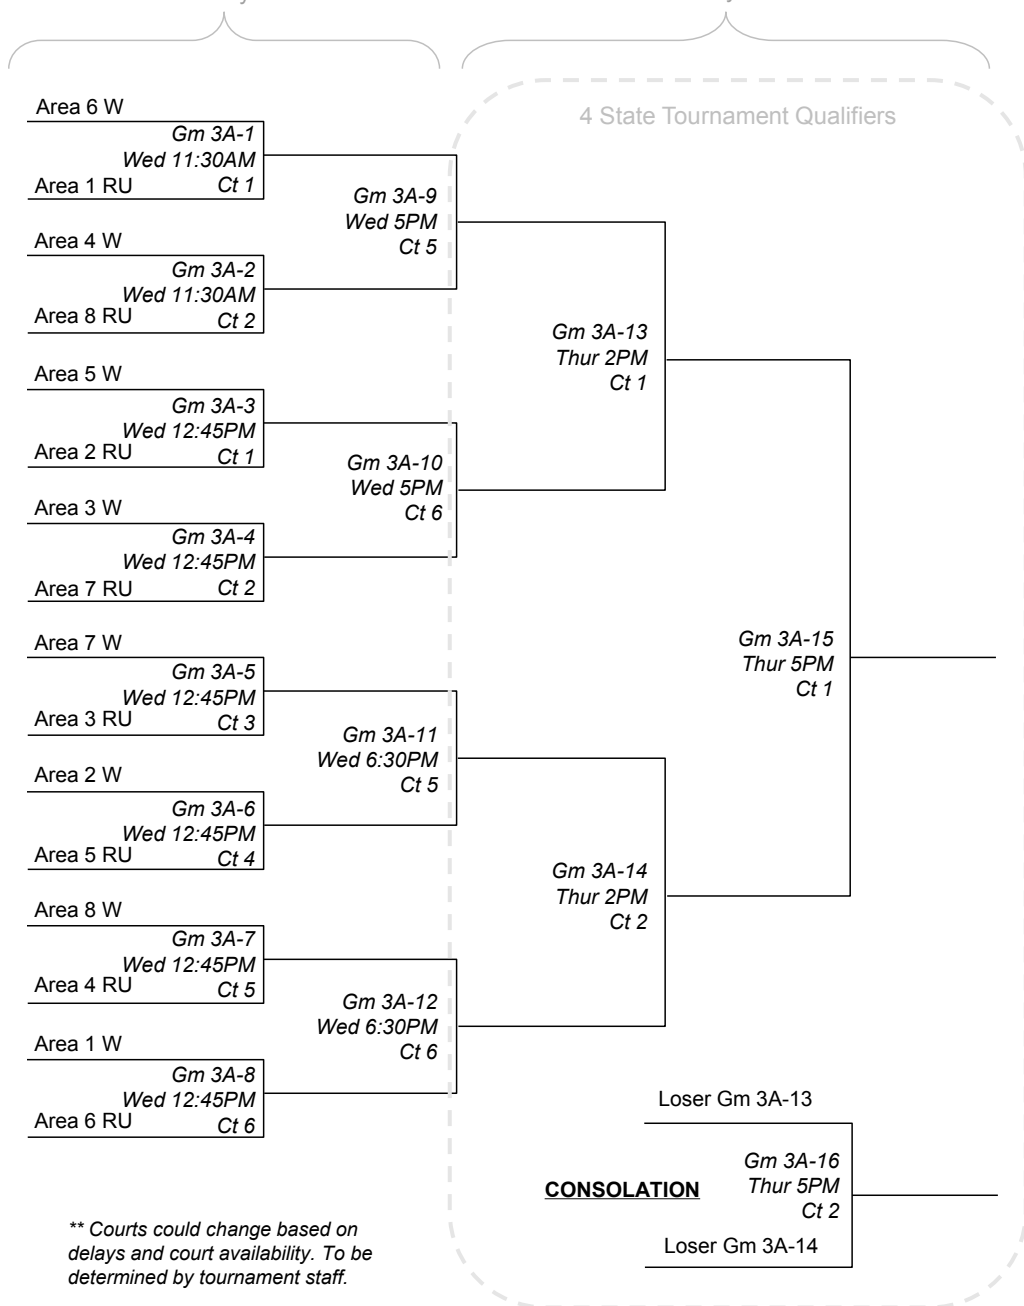 4 State Tournament Qualifiers
Area 6 W
Gm 3A-1
Wed 11:30AM
Area 1 RU
Ct 1
Gm 3A-9
Wed 5PM
Ct 5
Area 4 W
Gm 3A-2
Wed 11:30AM
Area 8 RU
Ct 2
Gm 3A-13
Thur 2PM
Ct 1
Area 5 W
Gm 3A-3
Wed 12:45PM
Area 2 RU
Ct 1
Gm 3A-10
Wed 5PM
Ct 6
Area 3 W
Gm 3A-4
Wed 12:45PM
Area 7 RU
Ct 2
Gm 3A-15
Thur 5PM
Ct 1
Area 7 W
Gm 3A-5
Wed 12:45PM
Area 3 RU
Ct 3
Gm 3A-11
Wed 6:30PM
Ct 5
Area 2 W
Gm 3A-6
Wed 12:45PM
Area 5 RU
Ct 4
Gm 3A-14
Thur 2PM
Ct 2
Area 8 W
Gm 3A-7
Wed 12:45PM
Area 4 RU
Ct 5
Gm 3A-12
Wed 6:30PM
Ct 6
Area 1 W
Gm 3A-8
Wed 12:45PM
Area 6 RU
Ct 6
Loser Gm 3A-13
Gm 3A-16
CONSOLATION
Thur 5PM
Ct 2
Loser Gm 3A-14
** Courts could change based on
delays and court availability. To be
determined by tournament staff.